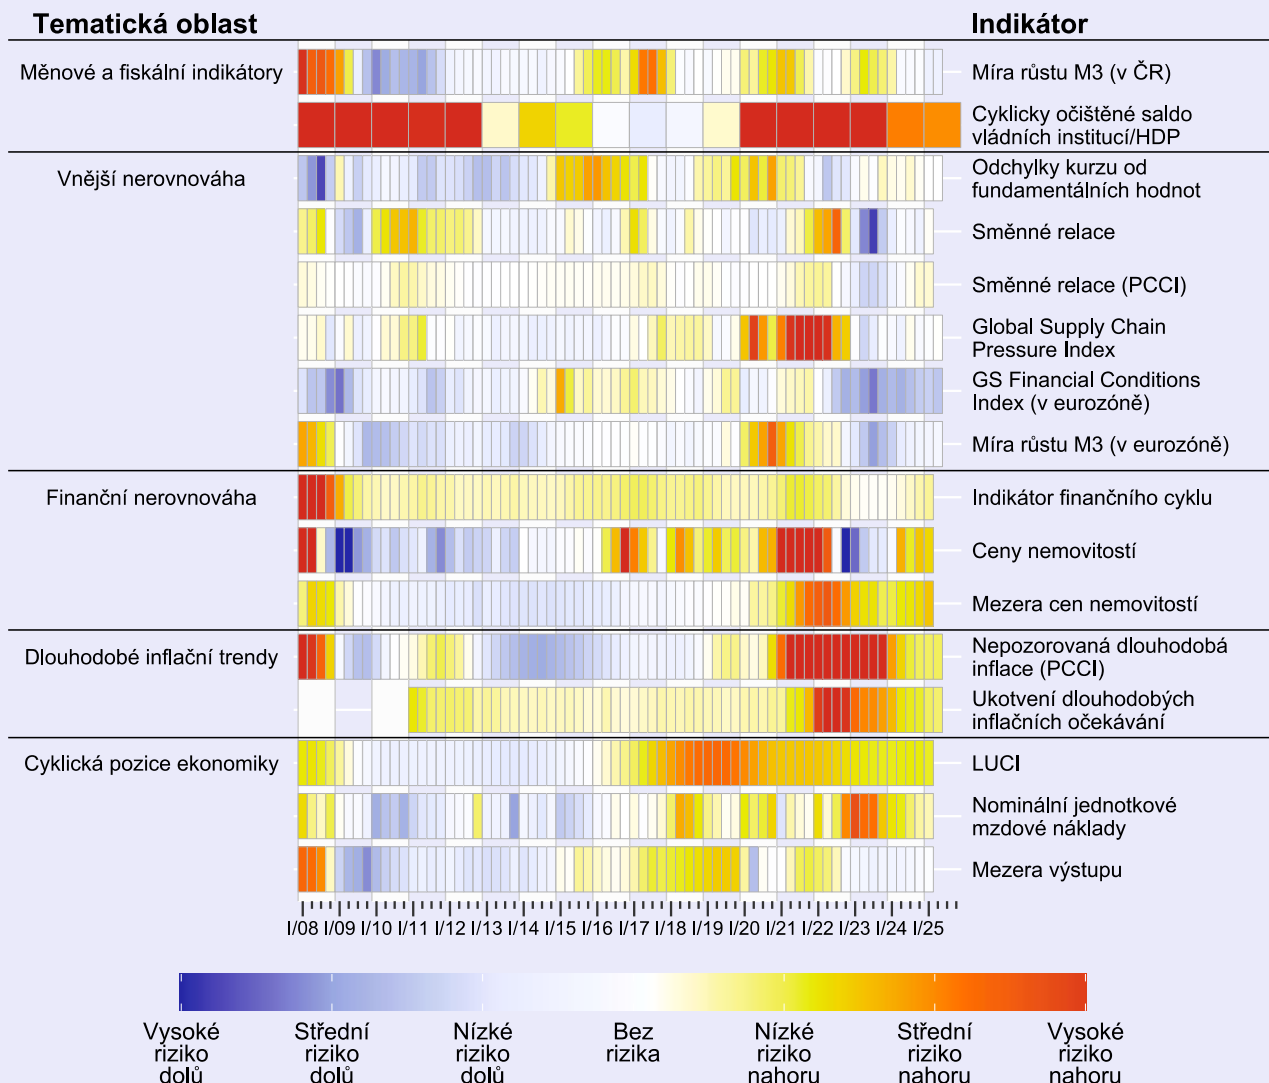 Tematická oblast
Indikátor
Měnové a fiskální indikátory
Míra růstu M3 (v ČR)
Cyklicky očištěné saldo
vládních institucí/HDP
Vnější nerovnováha
Odchylky kurzu od
fundamentálních hodnot
Směnné relace
Směnné relace (PCCI)
Global Supply Chain
Pressure Index
GS Financial Conditions
Index (v eurozóně)
Míra růstu M3 (v eurozóně)
Finanční nerovnováha
Indikátor finančního cyklu
Ceny nemovitostí
Mezera cen nemovitostí
Dlouhodobé inflační trendy
Nepozorovaná dlouhodobá
inflace (PCCI)
Ukotvení dlouhodobých
inflačních očekávání
Cyklická pozice ekonomiky
LUCI
Nominální jednotkové
mzdové náklady
Mezera výstupu
I/08 I/09 I/10 I/11 I/12 I/13 I/14 I/15 I/16 I/17 I/18 I/19 I/20 I/21 I/22 I/23 I/24 I/25
Vysoké
riziko
dolů
Střední
riziko
dolů
Nízké
riziko
dolů
Bez
rizika
Nízké
riziko
nahoru
Střední
riziko
nahoru
Vysoké
riziko
nahoru